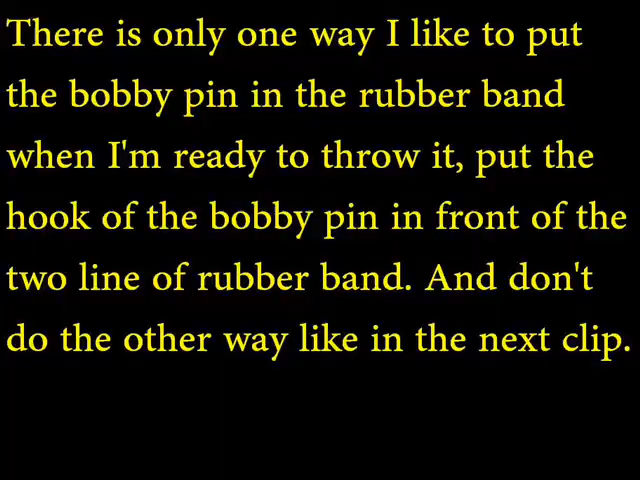 There is only one way I like to put
the bobby pin in the rubber band
when I'm ready to throw it, put the
hook of the bobby pin in front of the
two line of rubber band. And don't
do the other way like in the next clip.